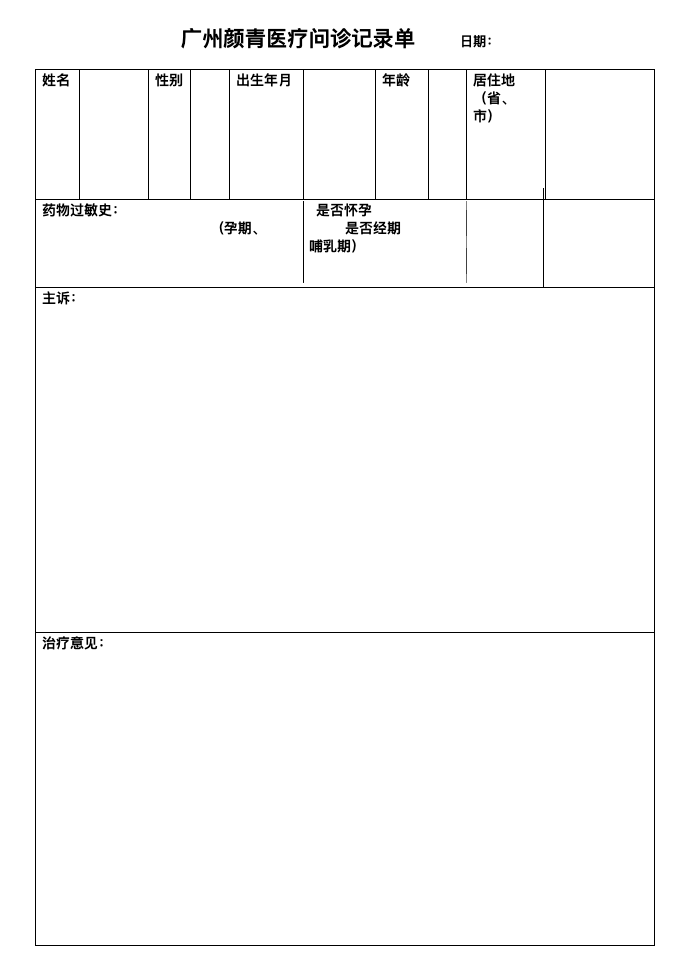 广州颜青医疗问诊记录单 日期：
姓名 性别 出生年月 年龄 居住地
（省、
市）
药物过敏史： 是否怀孕
（孕期、 是否经期
哺乳期）
主诉：
治疗意见：